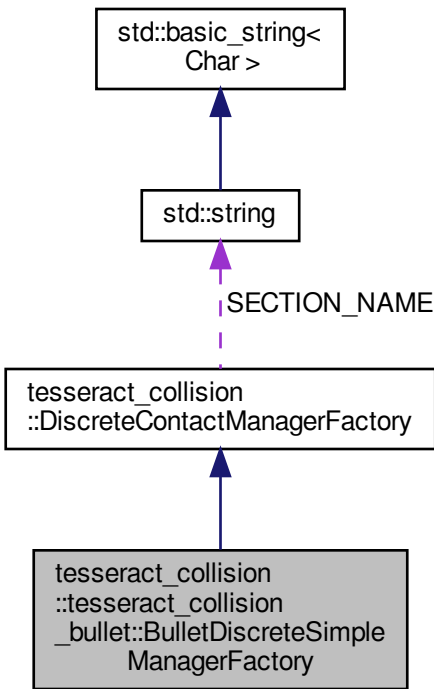 std::basic_string<
Char >
std::string
SECTION_NAME
tesseract_collision
::DiscreteContactManagerFactory
tesseract_collision
::tesseract_collision
_bullet::BulletDiscreteSimple
ManagerFactory